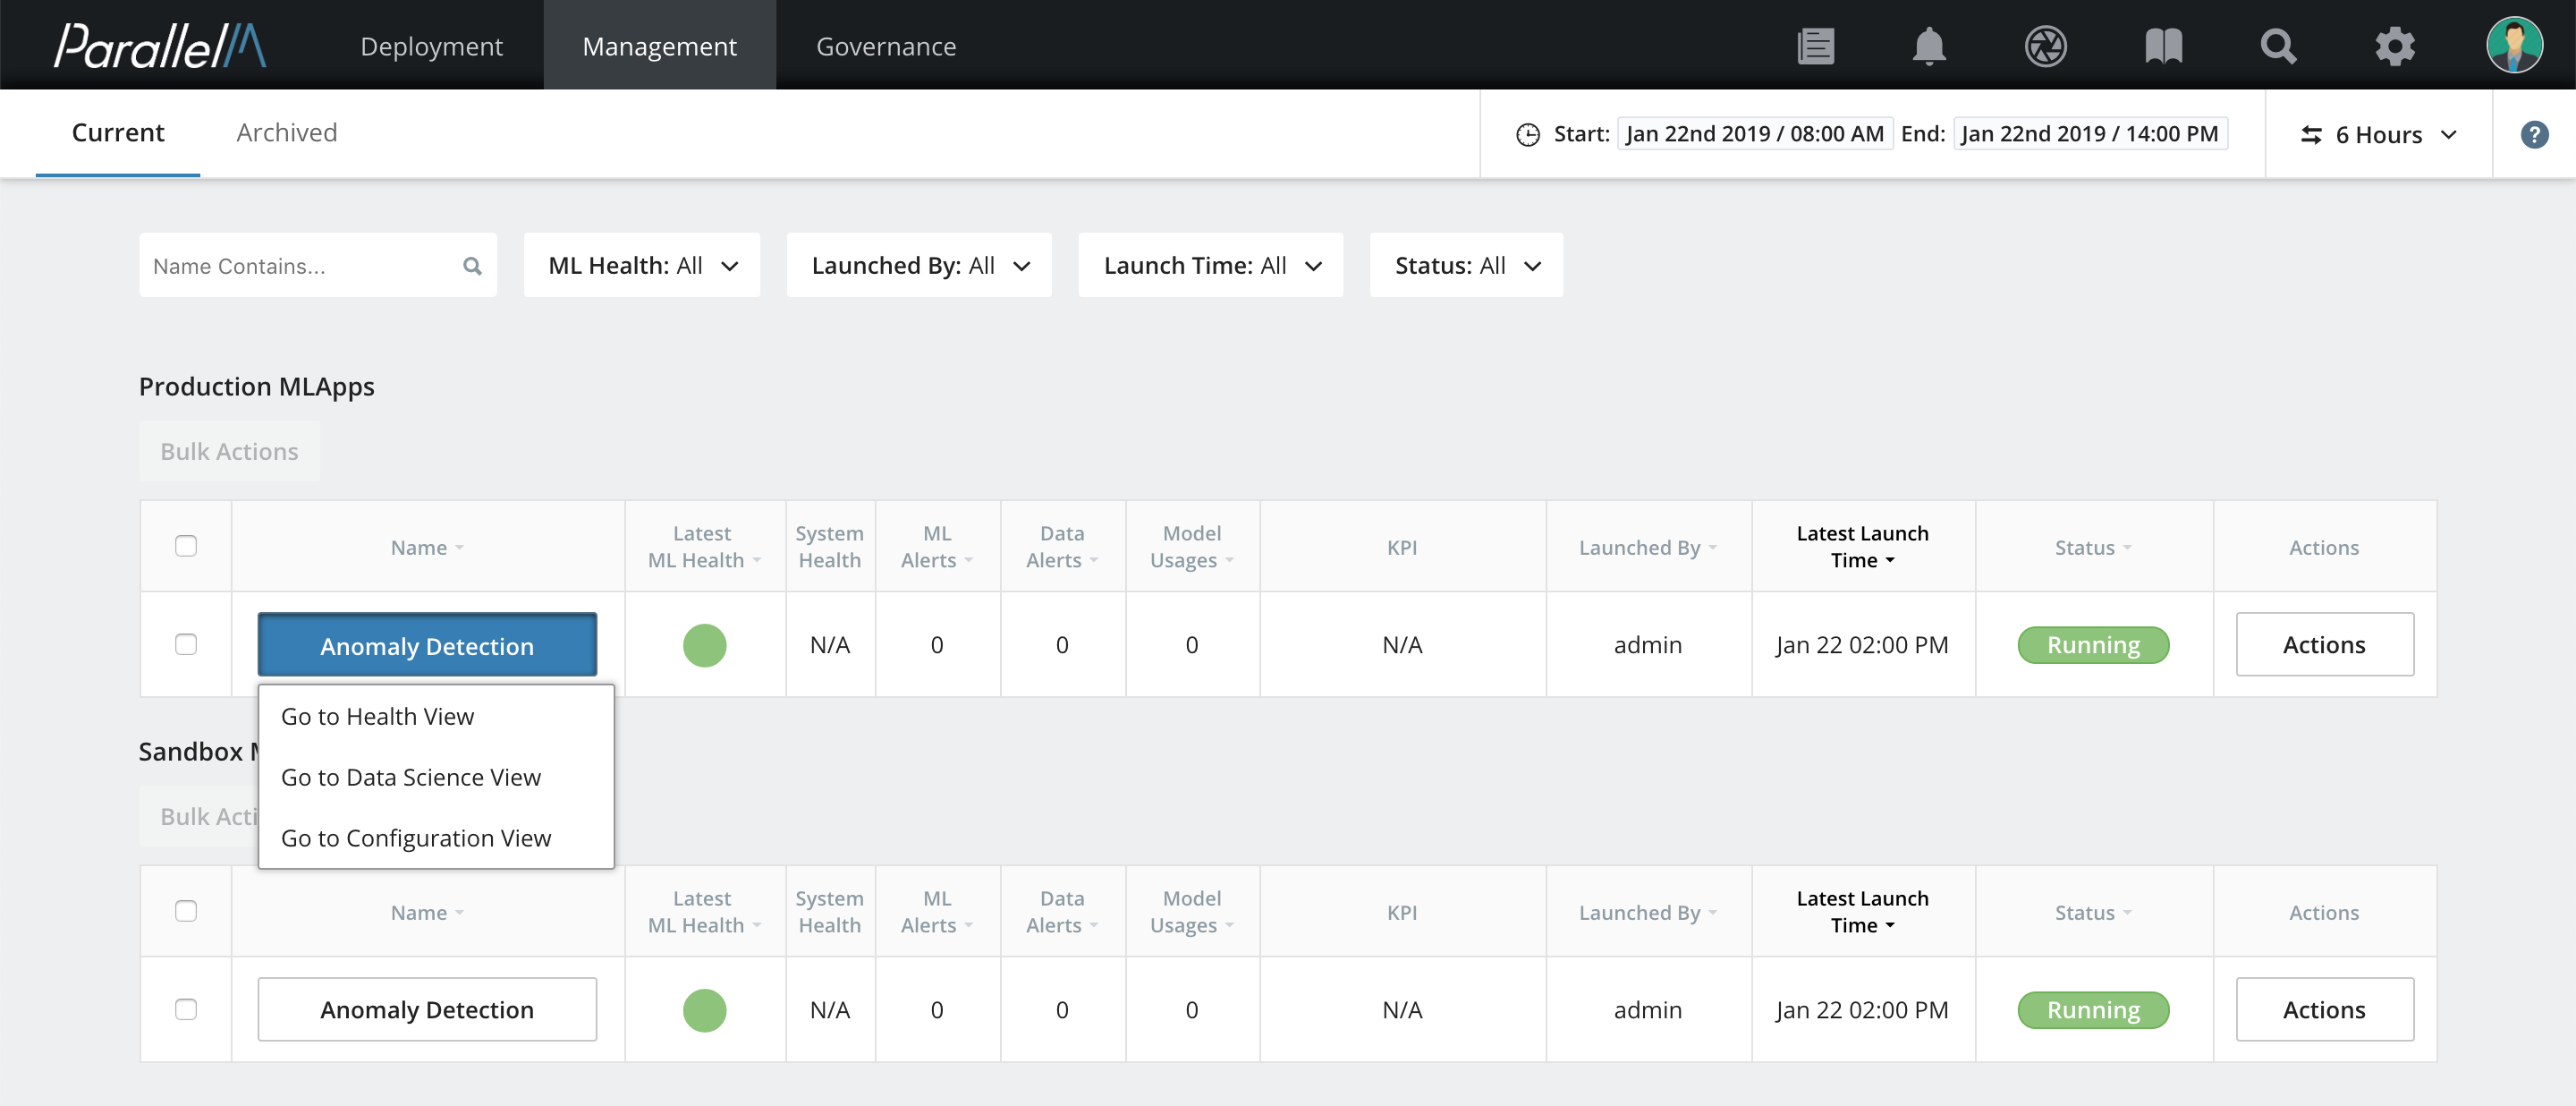 ParallelM
Deployment
Management
Governance
Current
Archived
Start: Jan 22nd 2019 / 08:00 AM End: Jan 22nd 2019 / 14:00 PM
6 Hours
?
Name Contains...
ML Health: All
Launched By: All
Launch Time: All
Status: All
Production MLApps
Bulk Actions
Name
Latest
ML Health
System
Health
ML
Alerts
Data
Alerts
Model
Usages
KPI
Launched By
Latest Launch
Time
Status
Actions
Anomaly Detection
N/A
0
0
0
N/A
admin
Jan 22 02:00 PM
Running
Actions
Go to Health View
Go to Data Science View
Go to Configuration View
Sandbox
Bulk Acti
Name
Latest
ML Health
System
Health
ML
Alerts
Data
Alerts
Model
Usages
KPI
Launched By
Latest Launch
Time
Status
Actions
Anomaly Detection
N/A
0
0
0
N/A
admin
Jan 22 02:00 PM
Running
Actions